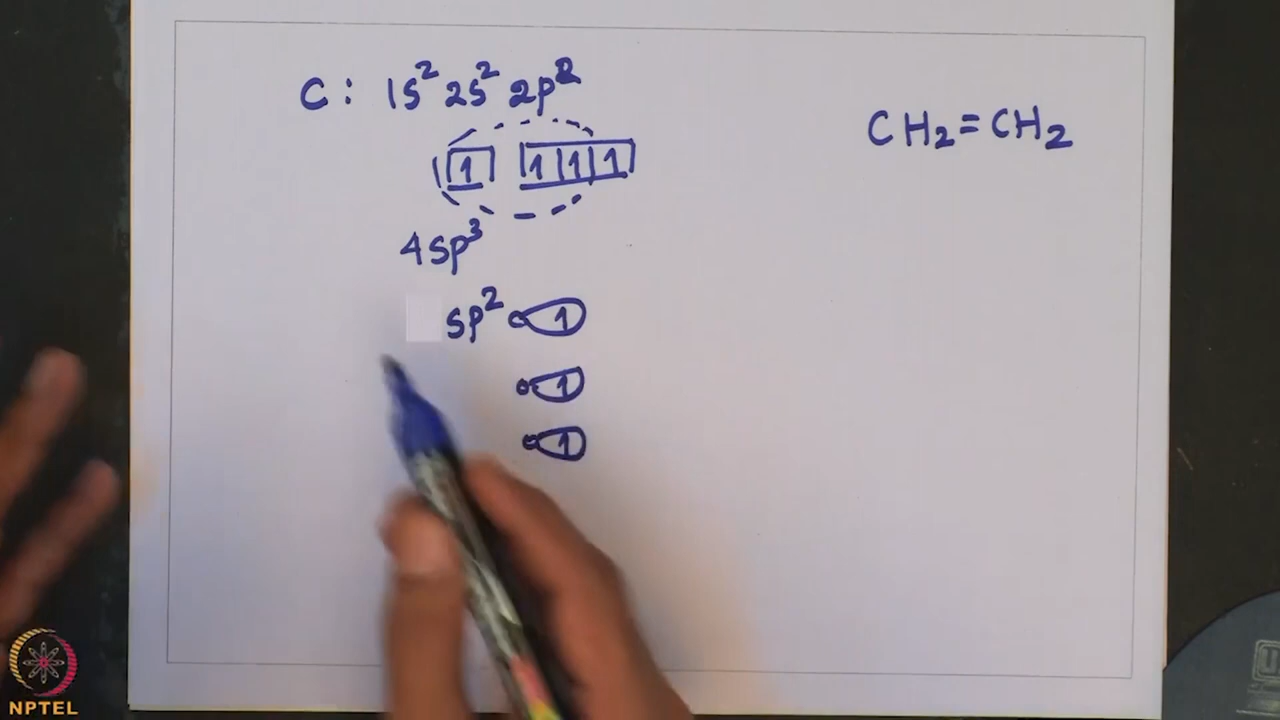 C: 1s² 2s² 2p²
CH₂=CH₂
1 1 1 1
4sp³
sp² 1
1
1
NPTEL